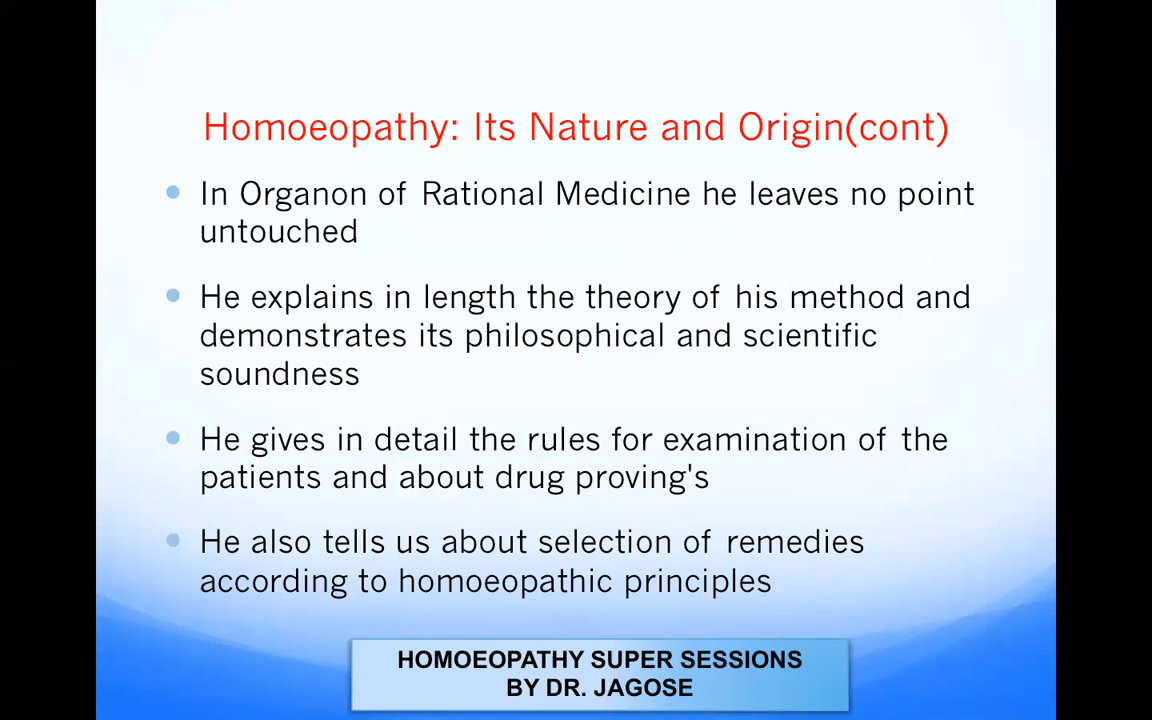 Homoeopathy: Its Nature and Origin(cont)
In Organon of Rational Medicine he leaves no point
untouched
He explains in length the theory of his method and
demonstrates its philosophical and scientific
soundness
He gives in detail the rules for examination of the
patients and about drug proving's
He also tells us about selection of remedies
according to homoeopathic principles
HOMOEOPATHY SUPER SESSIONS
BY DR. JAGOSE